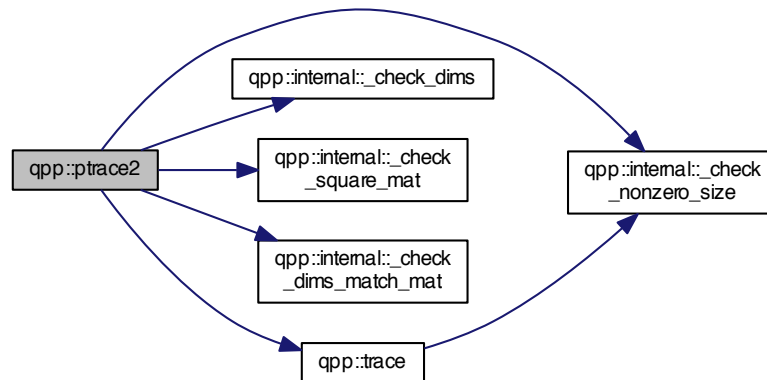 qpp::internal::_check_dims
qpp::ptrace2
qpp::internal::_check
_square_mat
qpp::internal::_check
_nonzero_size
qpp::internal::_check
_dims_match_mat
qpp::trace